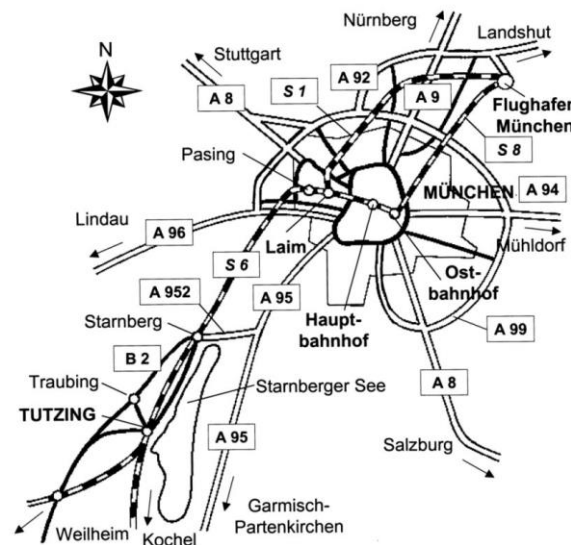 Nürnberg
Landshut
N
Stuttgart
A 92
S 1
A 9
A 8
Flughafen
München
S 8
Pasing
MÜNCHEN
A 94
Lindau
A 96
Laim
Mühldorf
S 6
Ost-
bahnhof
A 952
A 95
Haupt-
bahnhof
A 99
Starnberg
B 2
A 8
Traubing
Starnberger See
TUTZING
A 95
Salzburg
Garmisch-
Partenkirchen
Weilheim
Kochel